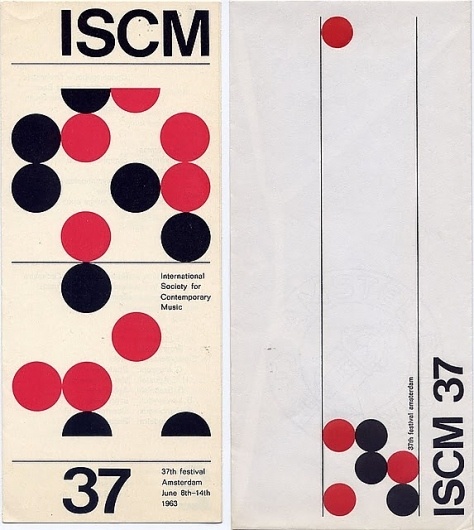 ISCM
International
Society for
Contemporary
Music
37
37th festival
Amsterdam
June 8th-14th
1963
37th festival amsterdam
ISCM 37